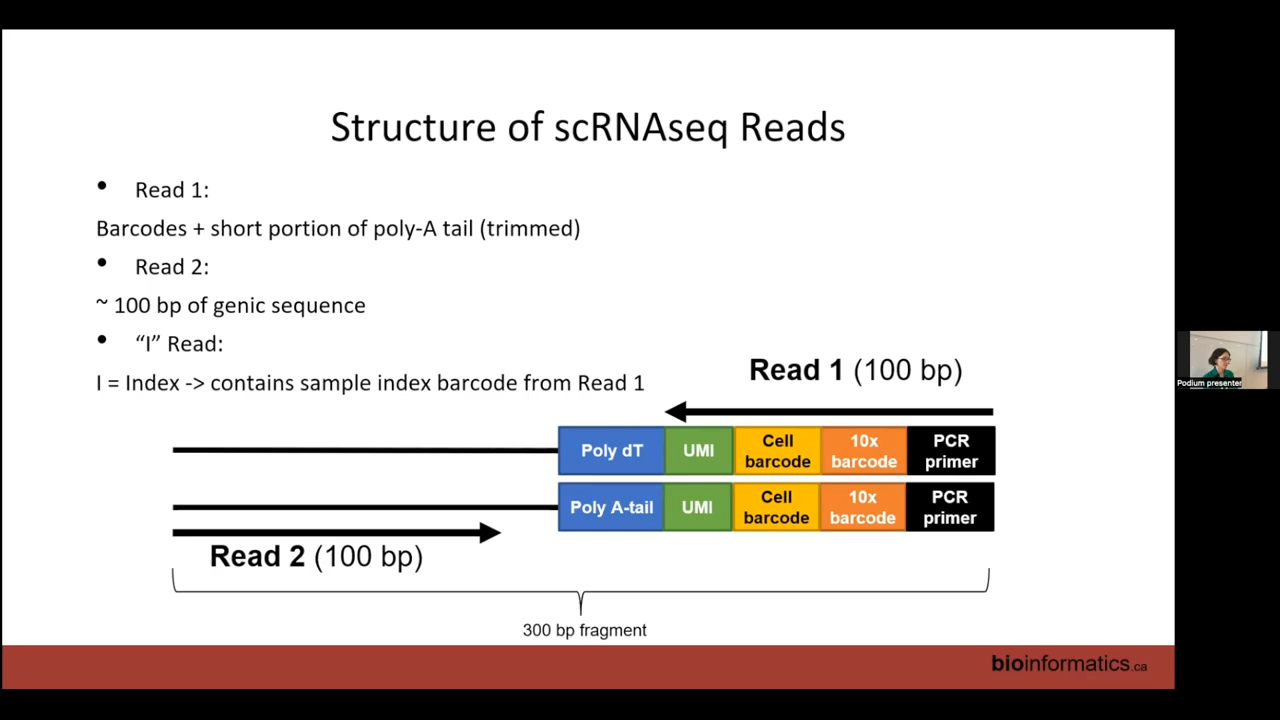 Structure of scRNAseq Reads
• Read 1:
Barcodes + short portion of poly-A tail (trimmed)
• Read 2:
~ 100 bp of genic sequence
• “I” Read:
I = Index -> contains sample index barcode from Read 1
Read 1 (100 bp)
Poly dT UMI Cell barcode 10x barcode PCR primer
Poly A-tail UMI Cell barcode 10x barcode PCR primer
Read 2 (100 bp)
300 bp fragment
bioinformatics.ca
Podium presenter